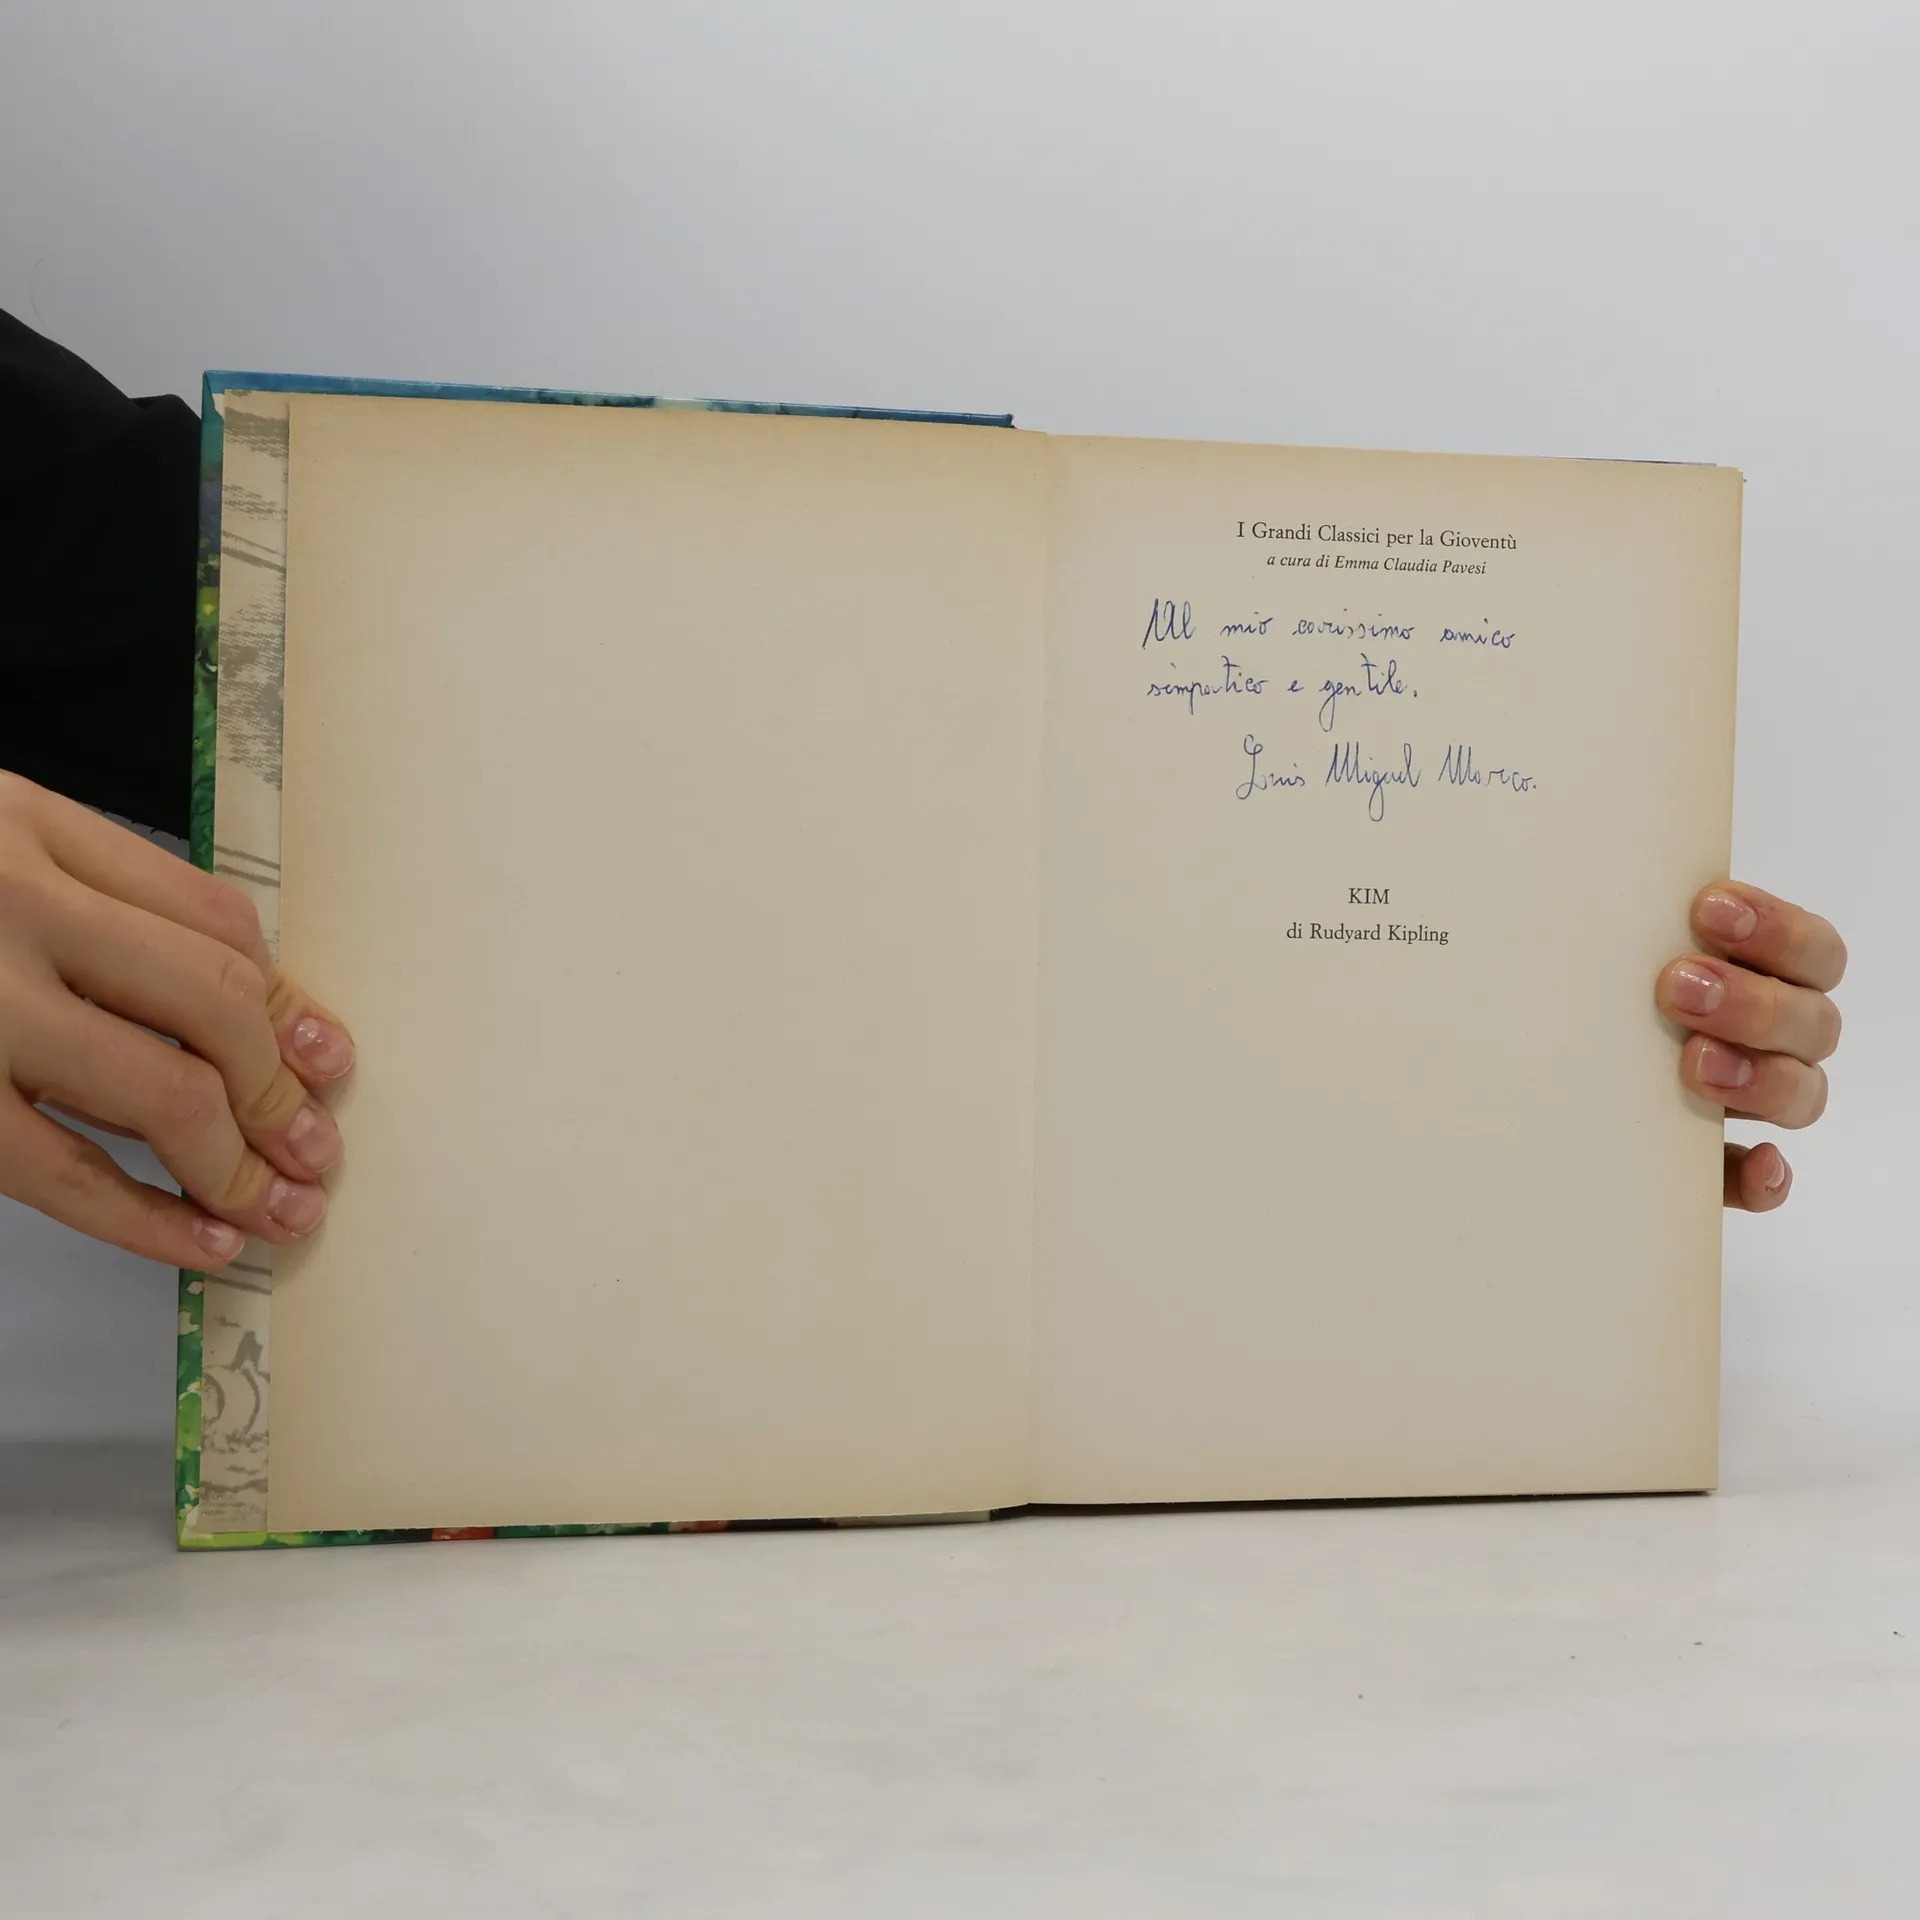 I Grandi Classici per la Gioventù
a cura di Emma Claudia Pavesi
Al mio carissimo amico
simpatico e gentile.
Luis Miguel Marco.
KIM
di Rudyard Kipling